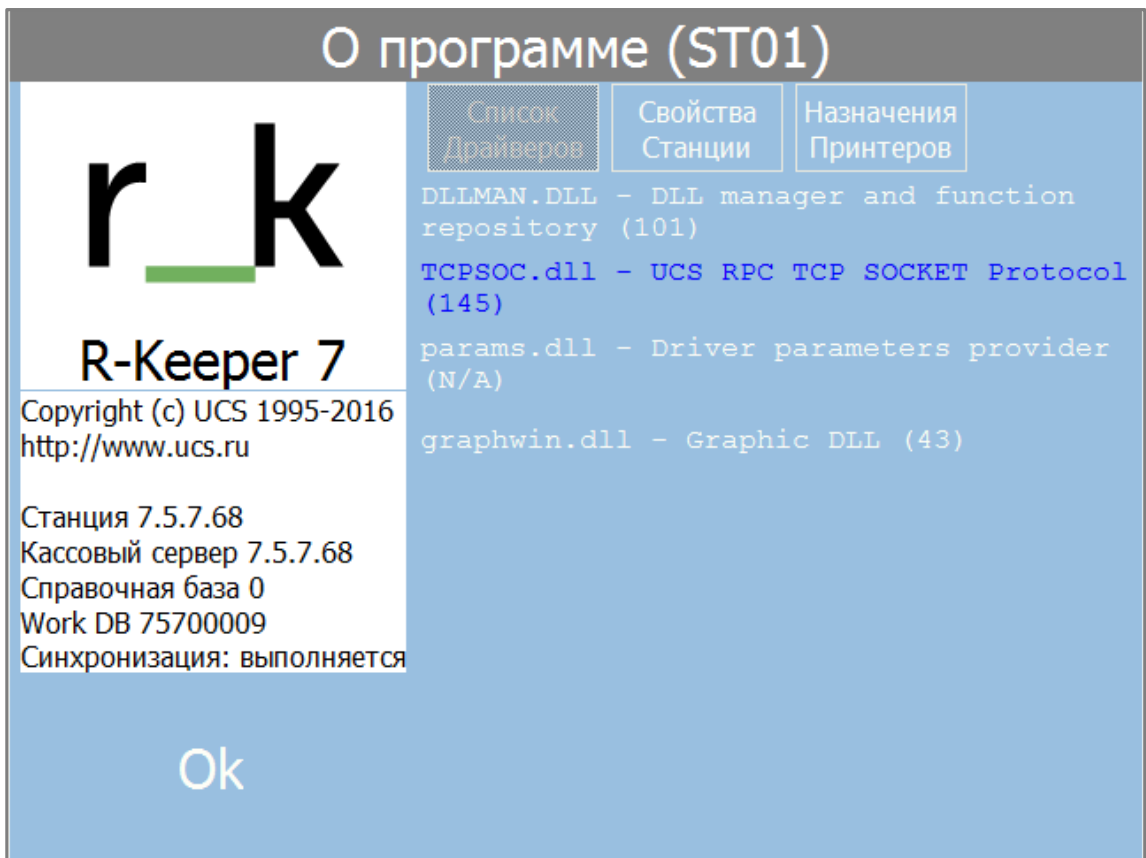 О программе (ST01)
r_k
R-Keeper 7
Copyright (c) UCS 1995-2016
http://www.ucs.ru
Станция 7.5.7.68
Кассовый сервер 7.5.7.68
Справочная база 0
Work DB 75700009
Синхронизация: выполняется
Ok
Список
Драйверов
Свойства
Станции
Назначения
Принтеров
DLLMAN.DLL - DLL manager and function
repository (101)
TCPSOC.dll - UCS RPC TCP SOCKET Protocol
(145)
params.dll - Driver parameters provider
(N/A)
graphwin.dll - Graphic DLL (43)